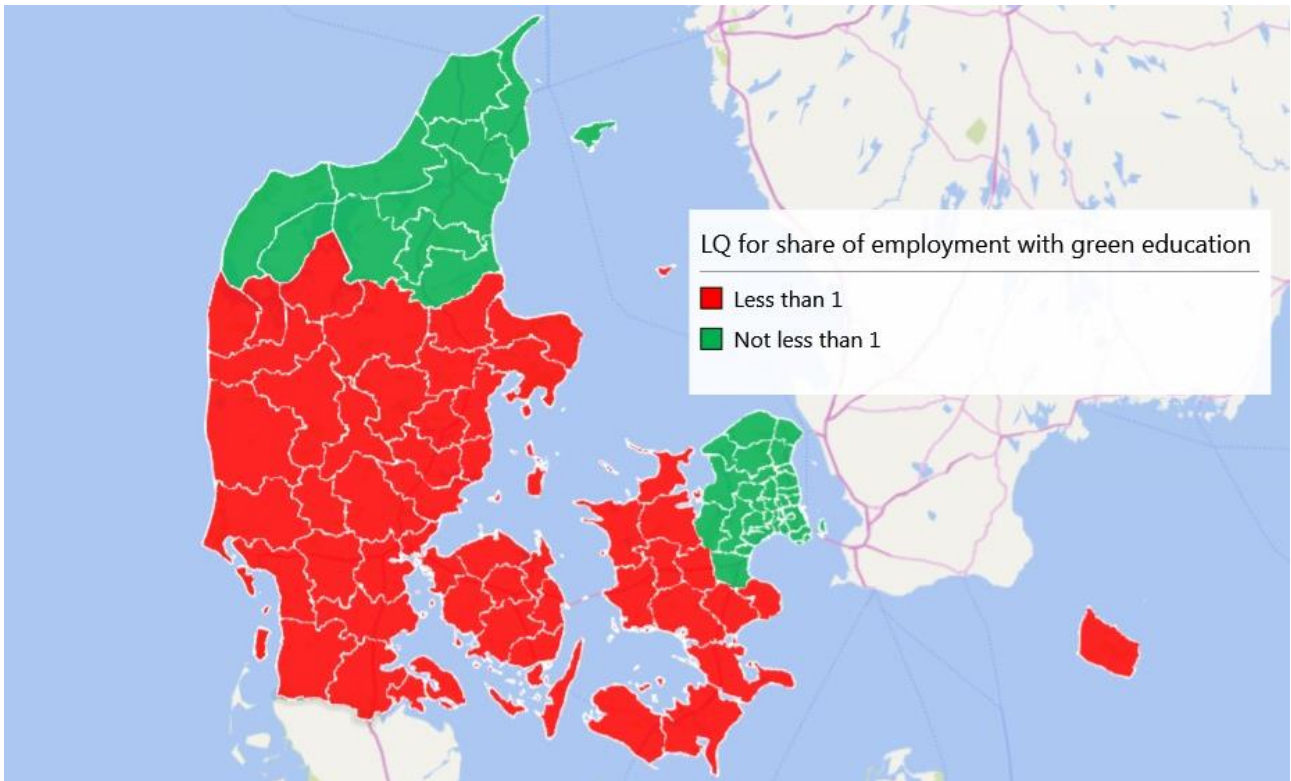 LQ for share of employment with green education
Less than 1
Not less than 1